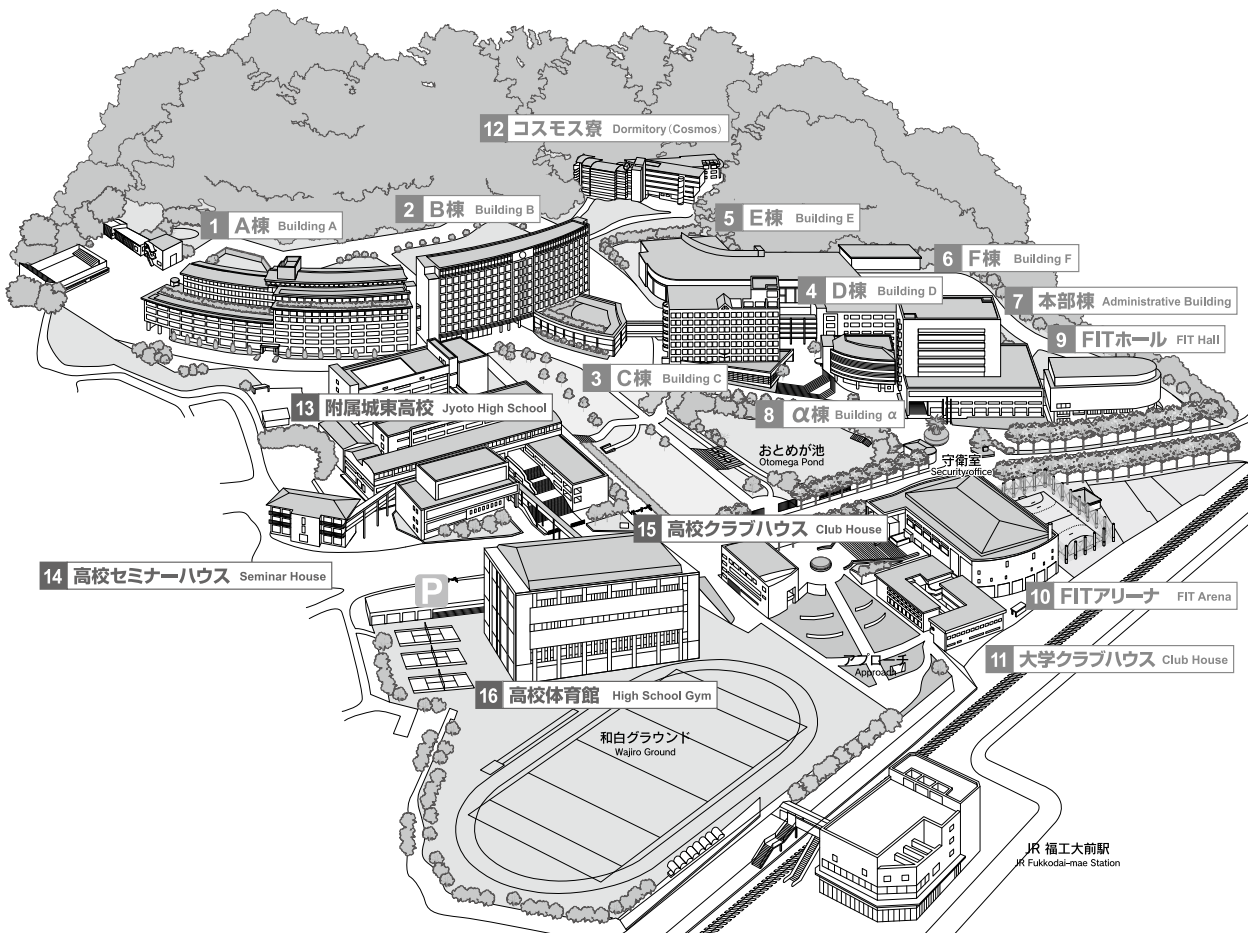 12 コスモス寮 Dormitory (Cosmos)
1 A棟 Building A
2 B棟 Building B
5 E棟 Building E
6 F棟 Building F
4 D棟 Building D
7 本部棟 Administrative Building
9 FITホール FIT Hall
3 C棟 Building C
13 附属城東高校 Jyoto High School
8 α棟 Building α
おとめが池
Otomega Pond
守衛室
Security office
15 高校クラブハウス Club House
14 高校セミナーハウス Seminar House
P
10 FITアリーナ FIT Arena
アプローチ
Approach
11 大学クラブハウス Club House
16 高校体育館 High School Gym
和白グラウンド
Wajiro Ground
JR 福工大前駅
JR Fukkodai-mae Station